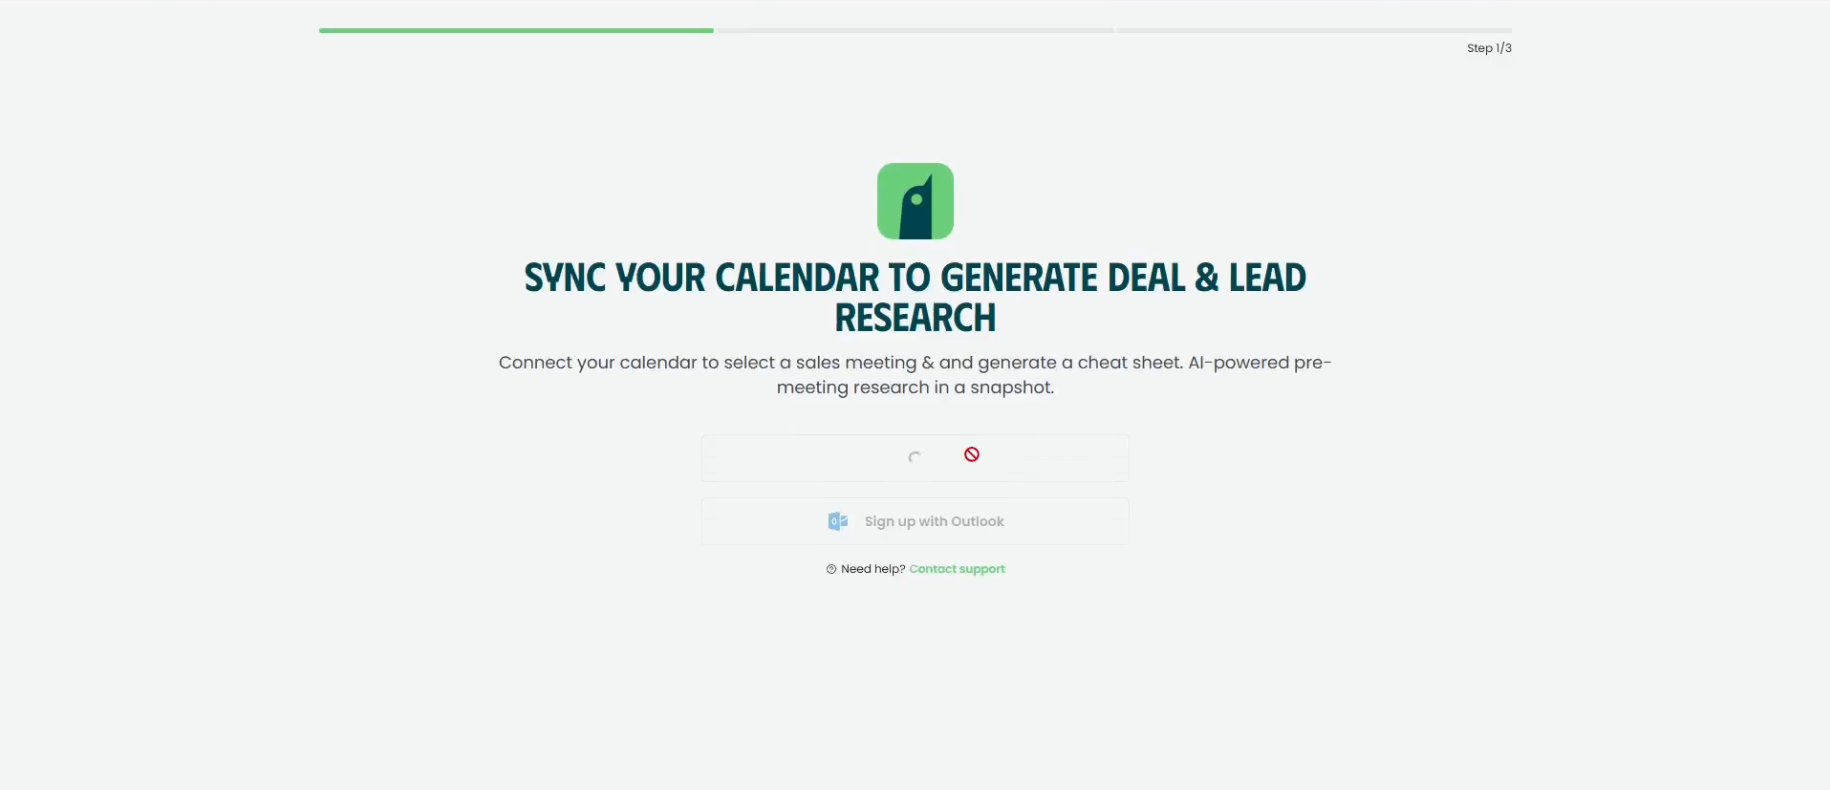 Step 1/3
SYNC YOUR CALENDAR TO GENERATE DEAL & LEAD
RESEARCH
Connect your calendar to select a sales meeting & and generate a cheat sheet. AI-powered pre-
meeting research in a snapshot.
Sign up with Outlook
Need help? Contact support